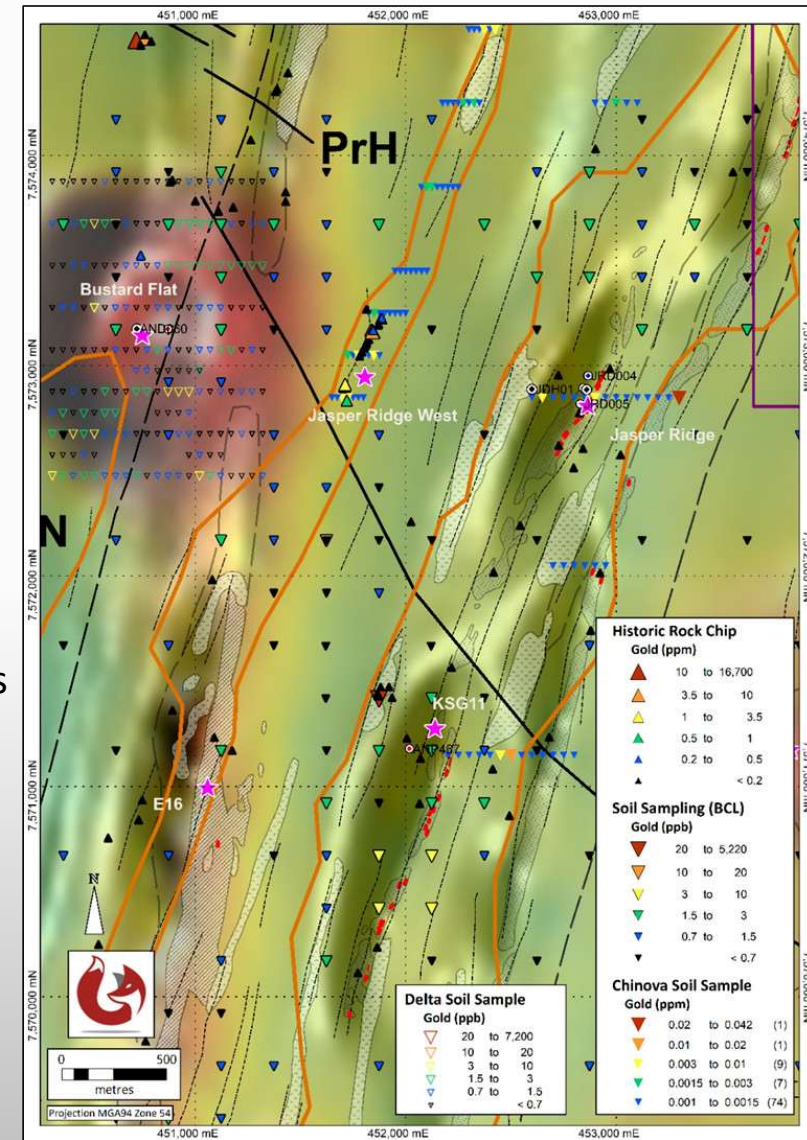 451,000 mE
452,000 mE
453,000 mE
7,574,000 mN
PrH
Bustard Flat
7,573,000 mN
JRD004
JDH01
Jasper Ridge West
Jasper Ridge
N
7,572,000 mN
s
KSG11
7,571,000 mN
E16
N
7,570,000 mN
0 500
metres
Projection MGA94 Zone 54
Delta Soil Sample
Gold (ppb)
20 to 7,200
10 to 20
3 to 10
1.5 to 3
0.7 to 1.5
< 0.7
Historic Rock Chip
Gold (ppm)
10 to 16,700
3.5 to 10
1 to 3.5
0.5 to 1
0.2 to 0.5
< 0.2
Soil Sampling (BCL)
Gold (ppb)
20 to 5,220
10 to 20
3 to 10
1.5 to 3
0.7 to 1.5
< 0.7
Chinova Soil Sample
Gold (ppm)
0.02 to 0.042 (1)
0.01 to 0.02 (1)
0.003 to 0.01 (9)
0.0015 to 0.003 (7)
0.001 to 0.0015 (74)
451,000 mE
452,000 mE
453,000 mE